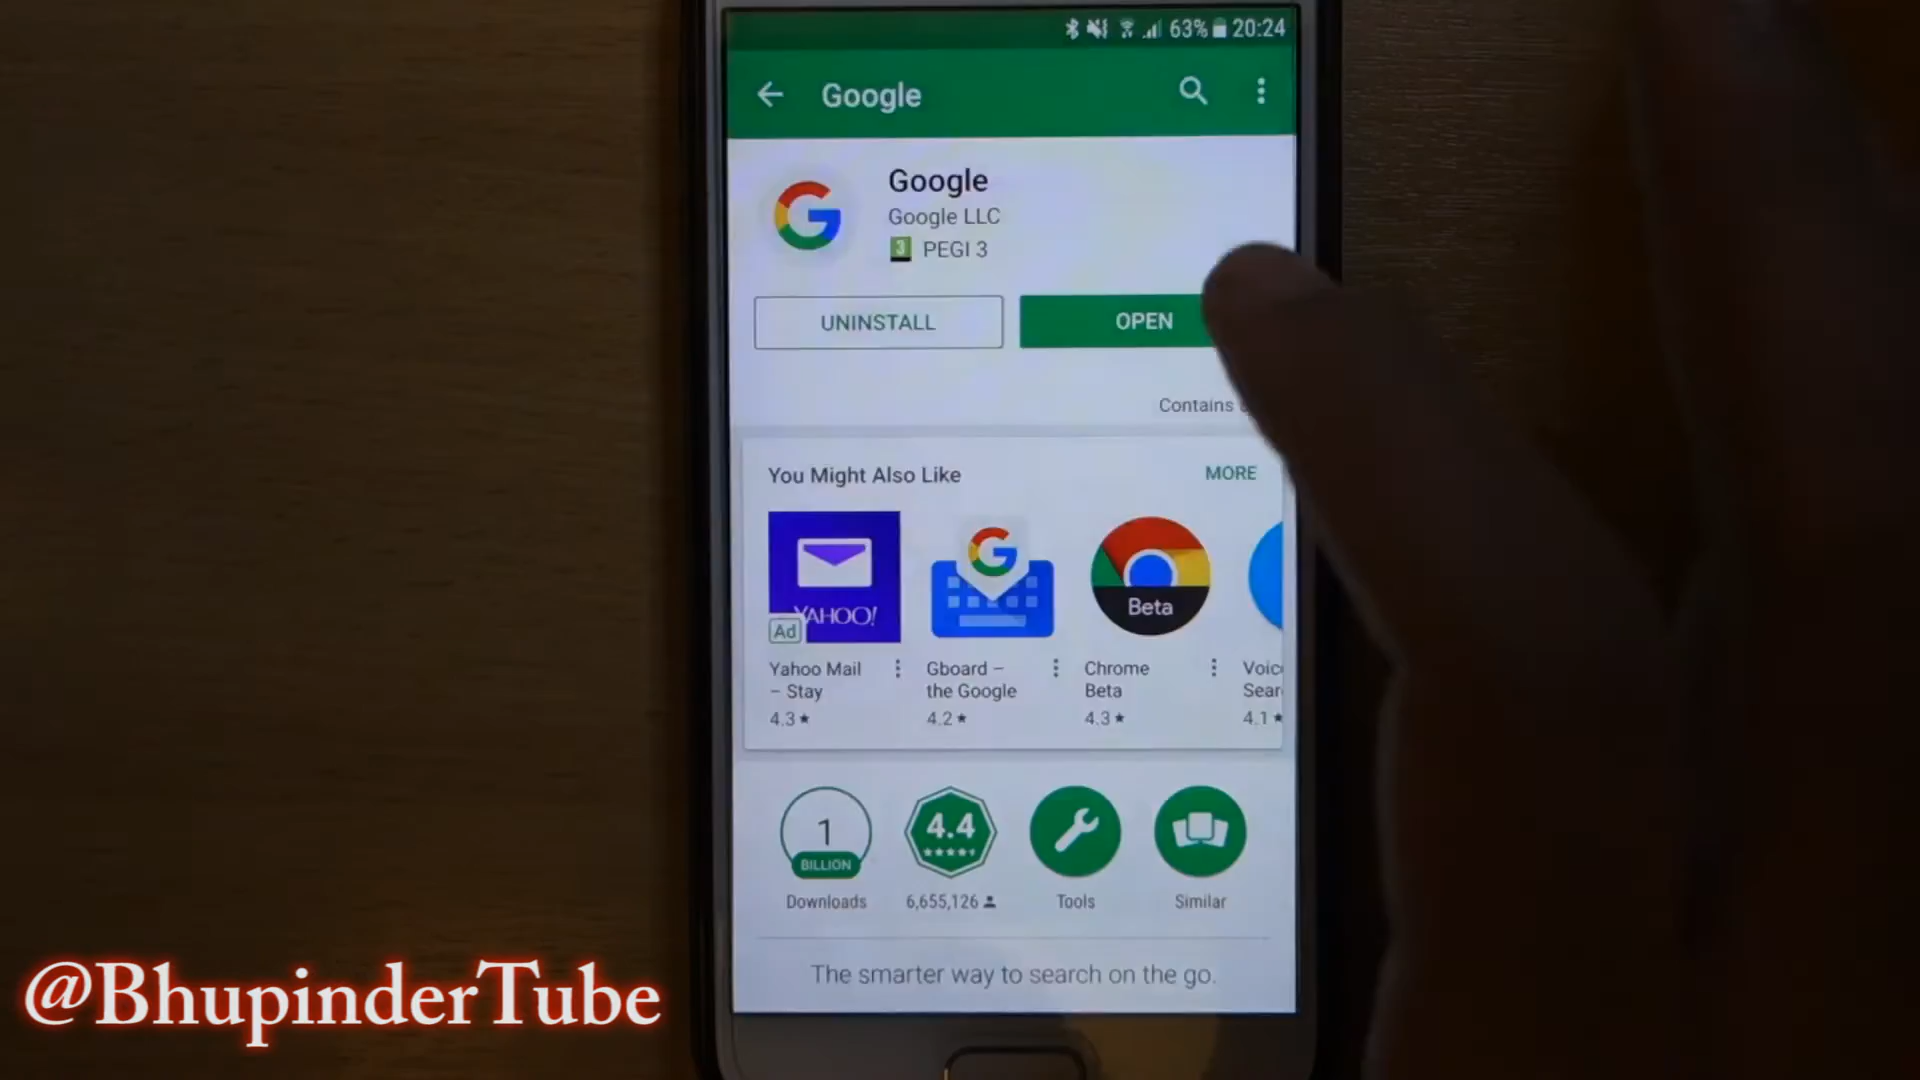 63% 20:24
Google
Google
Google LLC
3 PEGI 3
UNINSTALL
OPEN
Contains
You Might Also Like
MORE
YAHOO!
Ad
Beta
Yahoo Mail
– Stay
4.3★
Gboard –
the Google
4.2★
Chrome
Beta
4.3★
4.1★
1
BILLION
Downloads
4.4
6,655,126
Tools
Similar
The smarter way to search on the go.
@BhupinderTube